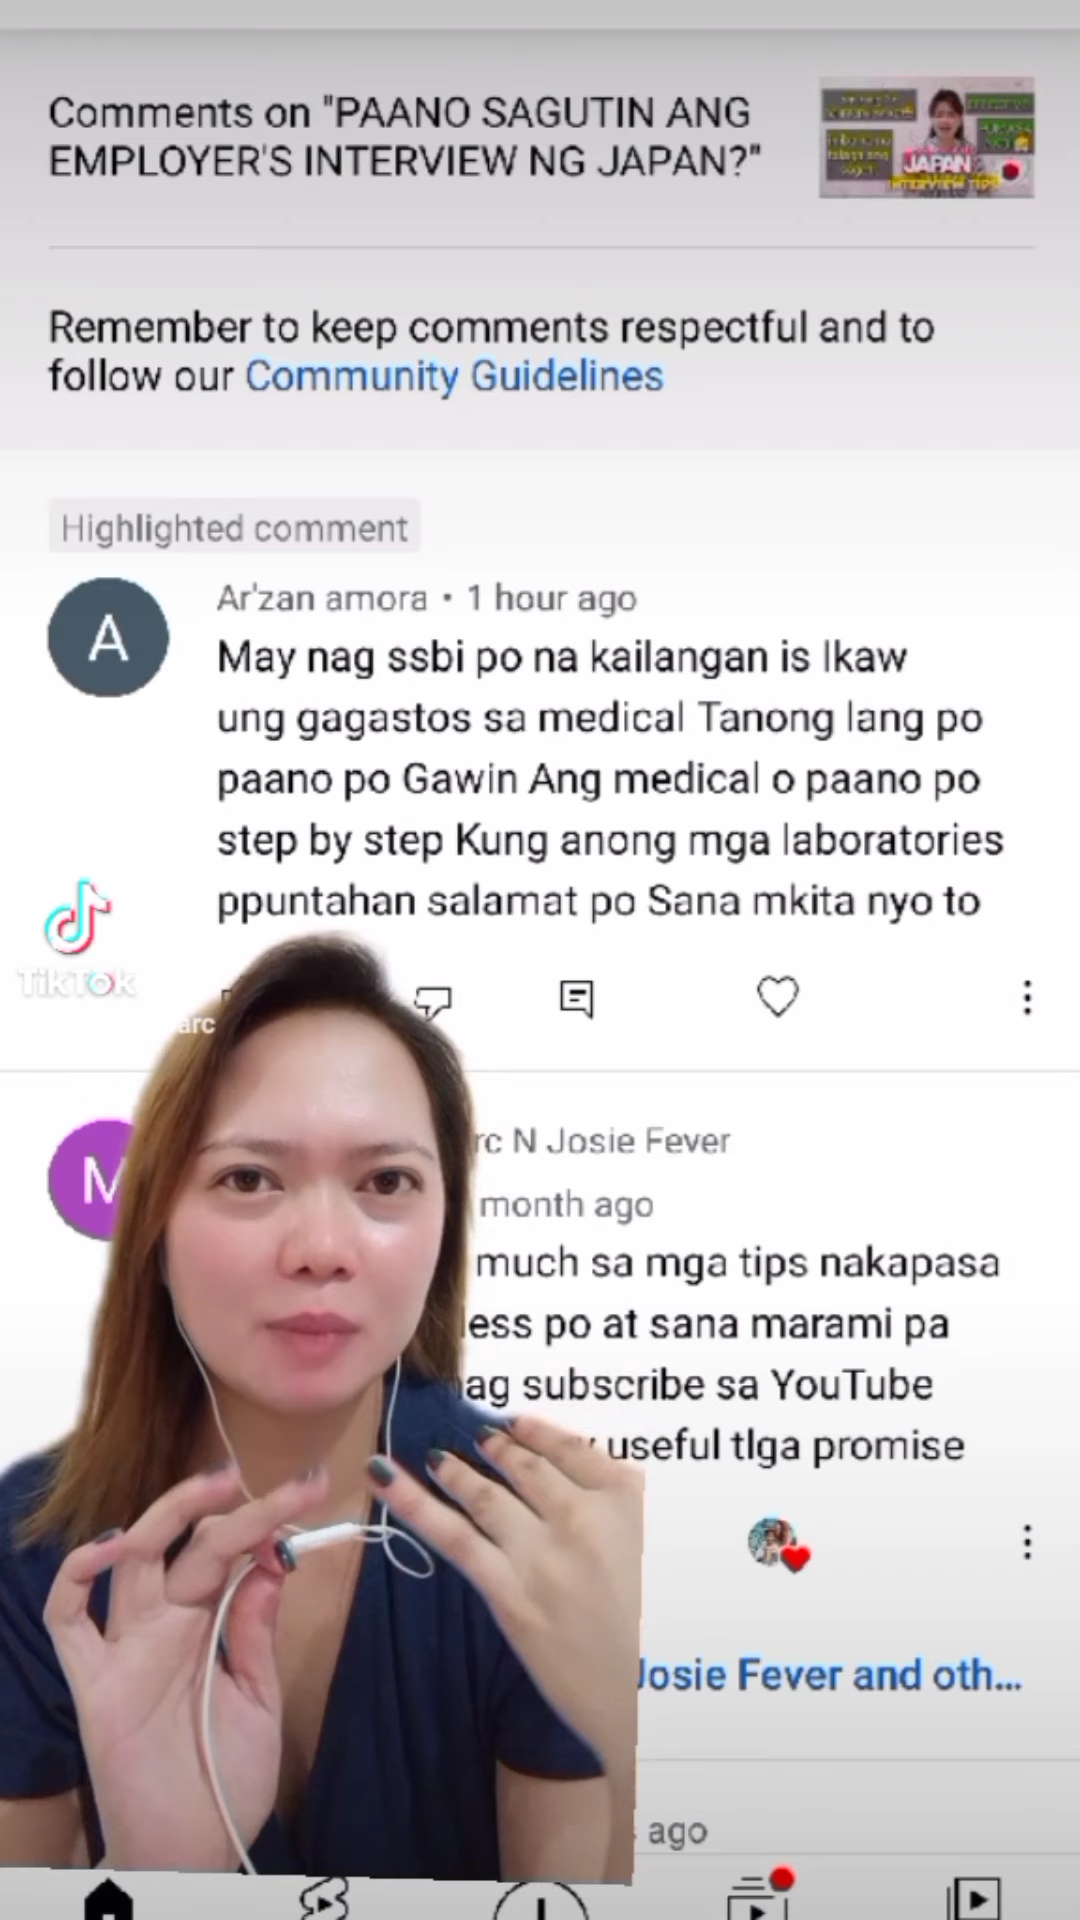 Comments on "PAANO SAGUTIN ANG
EMPLOYER'S INTERVIEW NG JAPAN?"
JAPAN
INTERVIEW TIPS
Remember to keep comments respectful and to
follow our Community Guidelines
Highlighted comment
A
Ar'zan amora • 1 hour ago
May nag ssbi po na kailangan is Ikaw
ung gagastos sa medical Tanong lang po
paano po Gawin Ang medical o paano po
step by step Kung anong mga laboratories
ppuntahan salamat po Sana mkita nyo to
TikTok
arc
M
rc N Josie Fever
month ago
much sa mga tips nakapasa
less po at sana marami pa
ag subscribe sa YouTube
useful tlga promise
Josie Fever and oth...
ago